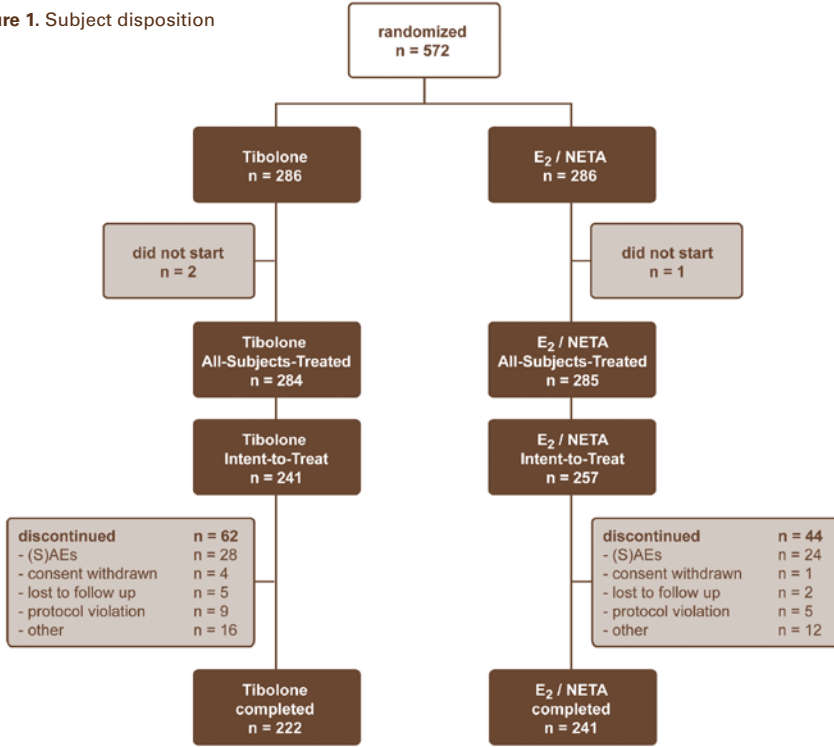 ure 1. Subject disposition
randomized
n = 572
Tibolone
n = 286
E₂ / NETA
n = 286
did not start
n = 2
did not start
n = 1
Tibolone
All-Subjects-Treated
n = 284
E₂ / NETA
All-Subjects-Treated
n = 285
Tibolone
Intent-to-Treat
n = 241
E₂ / NETA
Intent-to-Treat
n = 257
discontinued n = 62
- (S)AEs n = 28
- consent withdrawn n = 4
- lost to follow up n = 5
- protocol violation n = 9
- other n = 16
discontinued n = 44
- (S)AEs n = 24
- consent withdrawn n = 1
- lost to follow up n = 2
- protocol violation n = 5
- other n = 12
Tibolone
completed
n = 222
E₂ / NETA
completed
n = 241